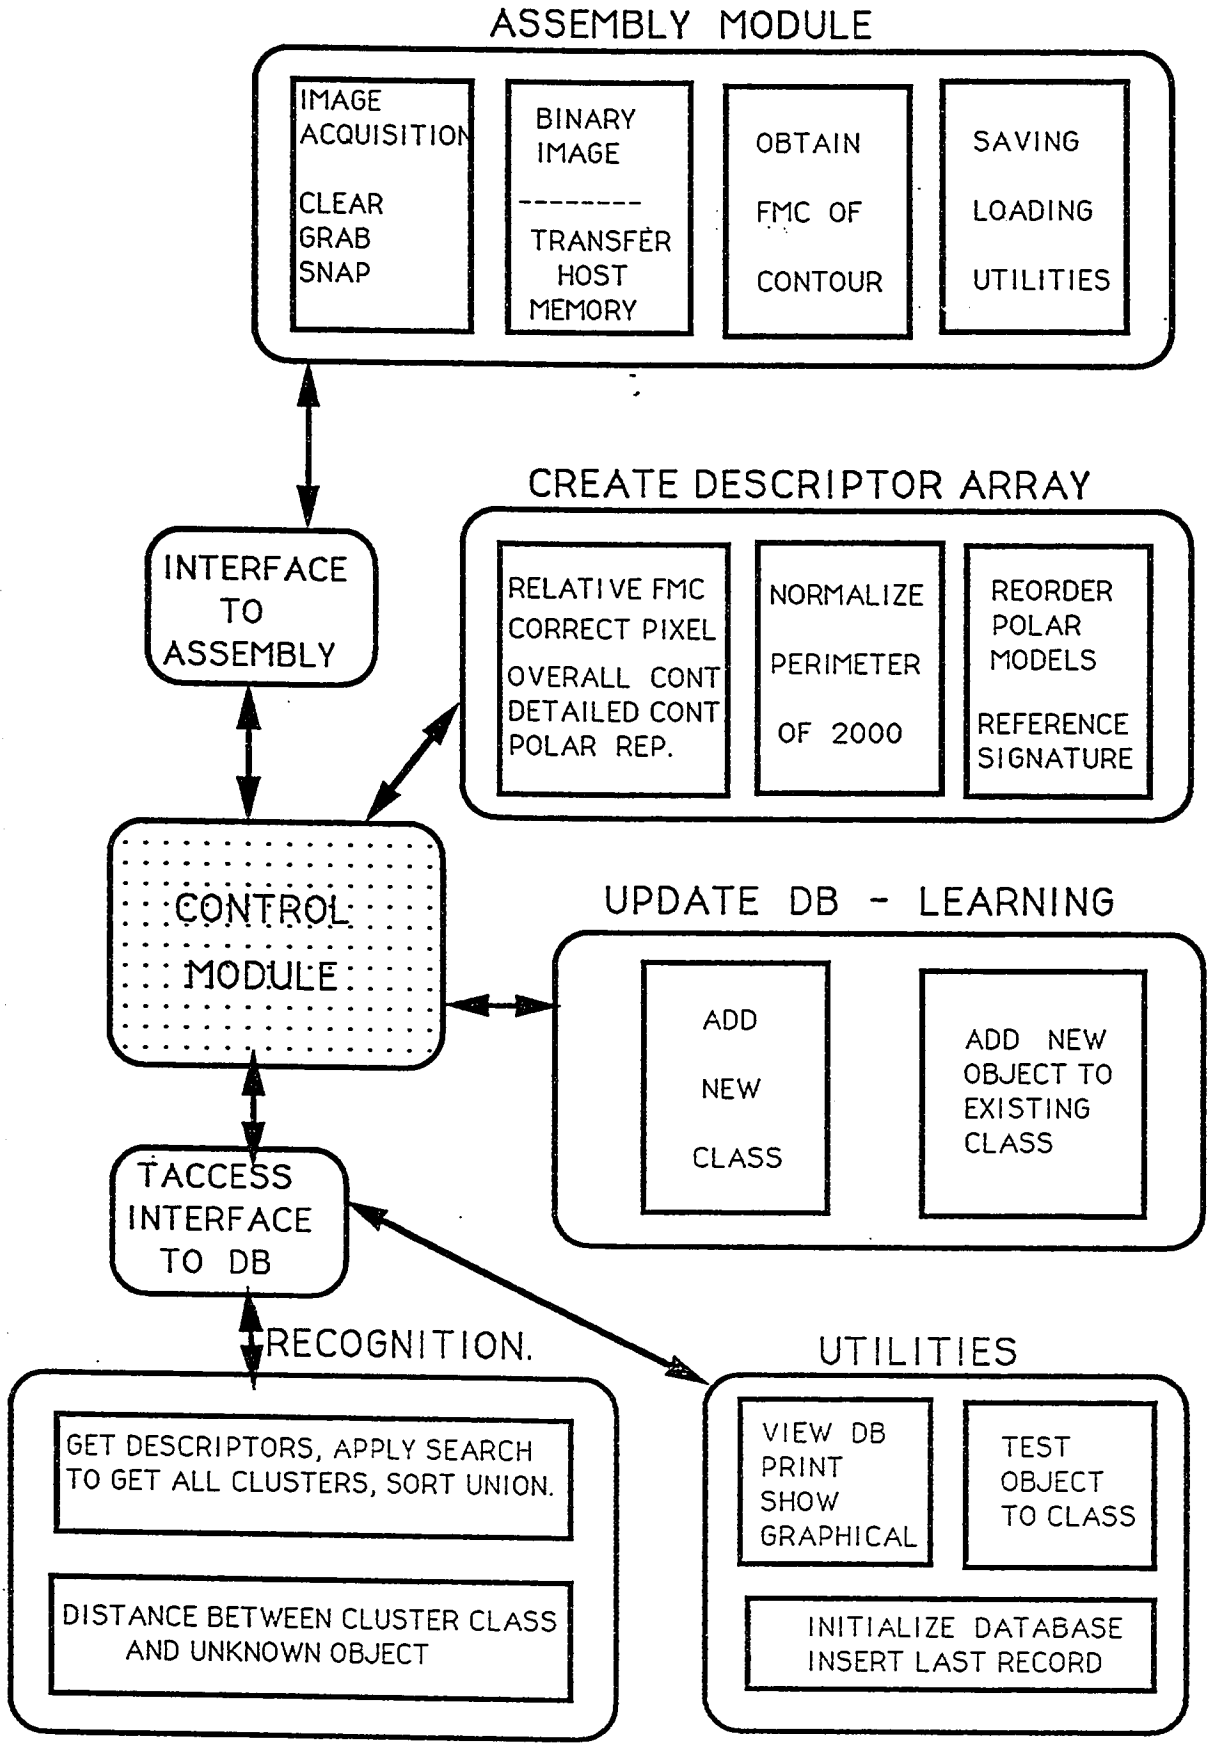 ASSEMBLY MODULE
IMAGE
ACQUISITION
CLEAR
GRAB
SNAP
BINARY
IMAGE
--------
TRANSFER
HOST
MEMORY
OBTAIN
FMC OF
CONTOUR
SAVING
LOADING
UTILITIES
CREATE DESCRIPTOR ARRAY
INTERFACE
TO
ASSEMBLY
RELATIVE FMC
CORRECT PIXEL
OVERALL CONT
DETAILED CONT
POLAR REP.
NORMALIZE
PERIMETER
OF 2000
REORDER
POLAR
MODELS
REFERENCE
SIGNATURE
CONTROL
MODULE
UPDATE DB - LEARNING
ADD
NEW
CLASS
ADD NEW
OBJECT TO
EXISTING
CLASS
TACCESS
INTERFACE
TO DB
RECOGNITION.
GET DESCRIPTORS, APPLY SEARCH
TO GET ALL CLUSTERS, SORT UNION.
DISTANCE BETWEEN CLUSTER CLASS
AND UNKNOWN OBJECT
UTILITIES
VIEW DB
PRINT
SHOW
GRAPHICAL
TEST
OBJECT
TO CLASS
INITIALIZE DATABASE
INSERT LAST RECORD